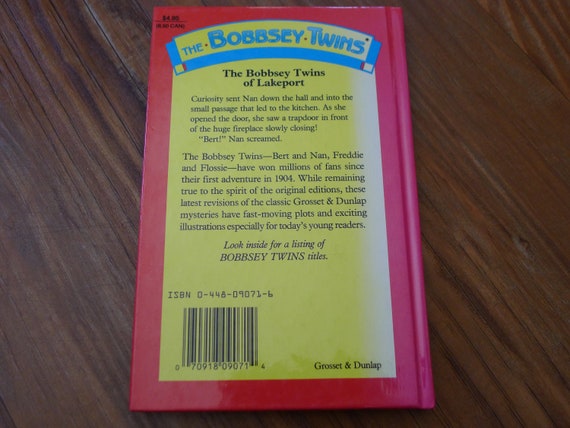 $4.95
(6.50 CAN)
THE·BOBBSEY·TWINS
The Bobbsey Twins
of Lakeport
Curiosity sent Nan down the hall and into the
small passage that led to the kitchen. As she
opened the door, she saw a trapdoor in front
of the huge fireplace slowly closing!
“Bert!” Nan screamed.
The Bobbsey Twins—Bert and Nan, Freddie
and Flossie—have won millions of fans since
their first adventure in 1904. While remaining
true to the spirit of the original editions, these
latest revisions of the classic Grosset & Dunlap
mysteries have fast-moving plots and exciting
illustrations especially for today’s young readers.
Look inside for a listing of
BOBBSEY TWINS titles.
ISBN 0-448-09071-6
0 70918 09071 4
Grosset & Dunlap